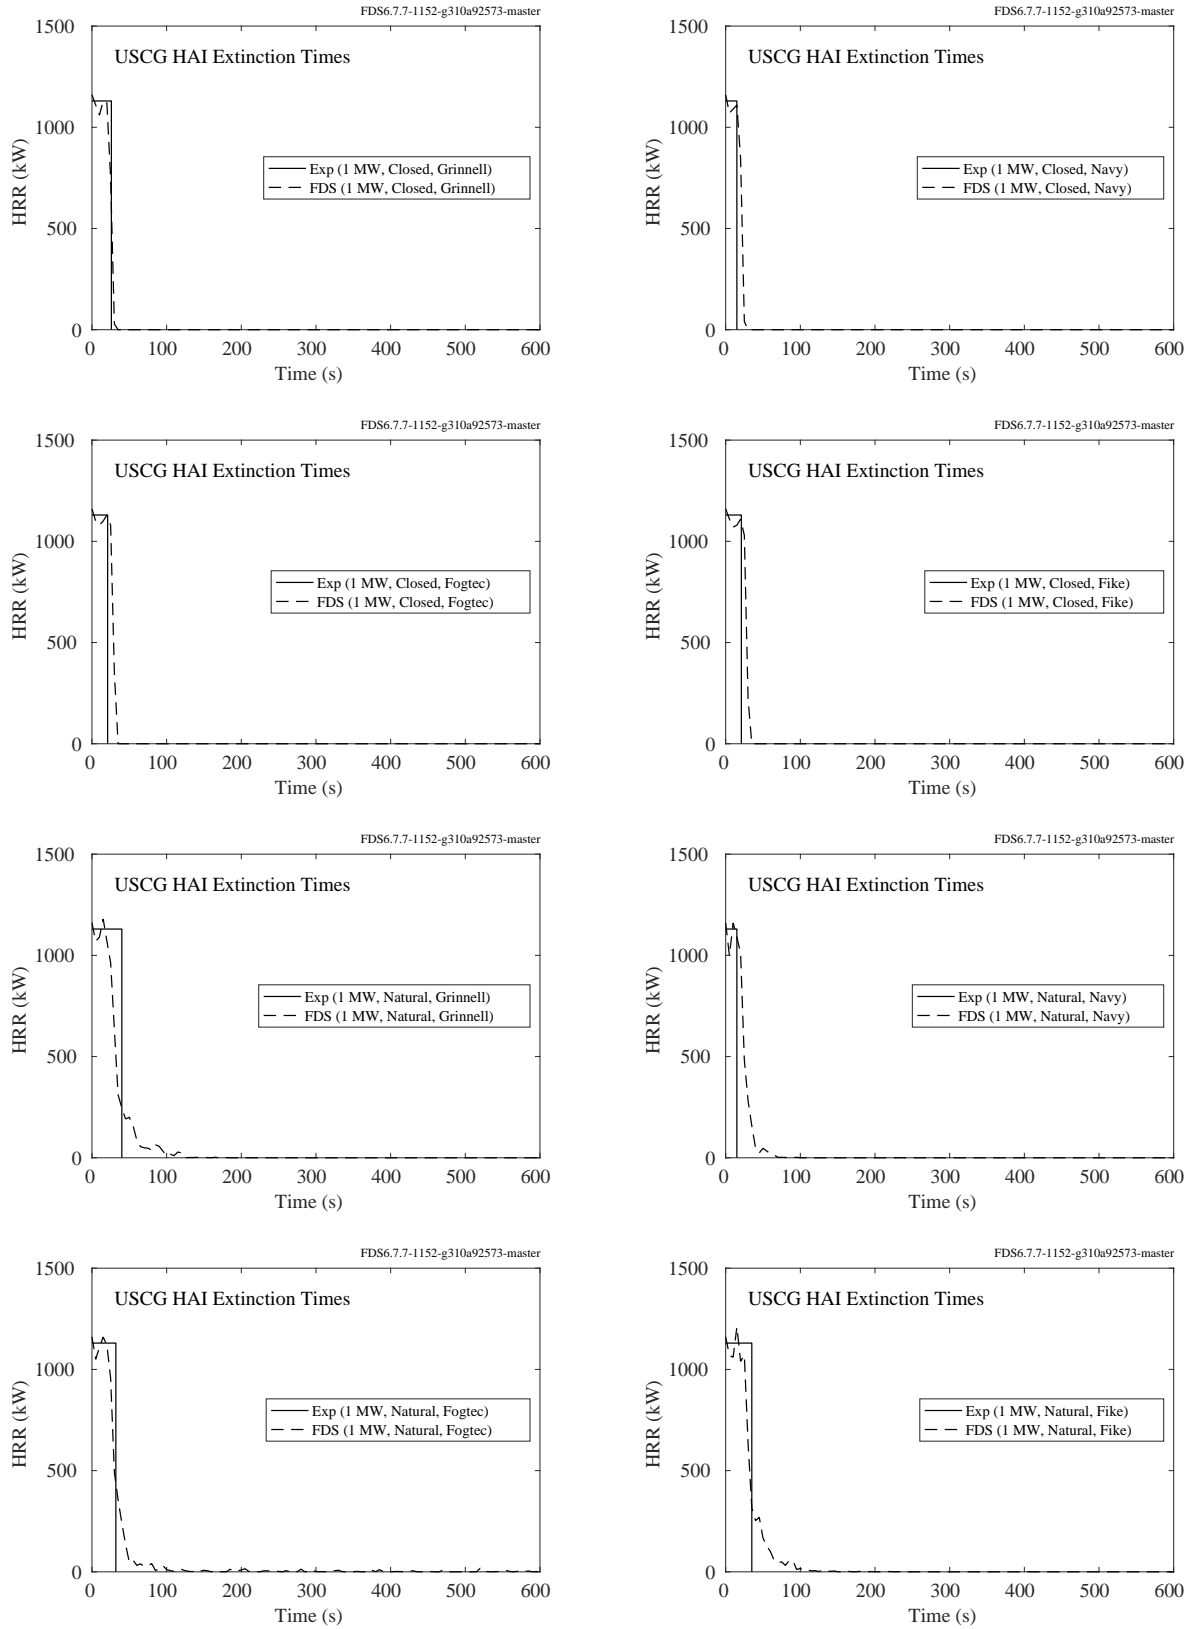 FDS6.7.7-1152-g310a92573-master
1500
USCG HAI Extinction Times
1000
Exp (1 MW, Closed, Grinnell)
FDS (1 MW, Closed, Grinnell)
HRR (kW)
500
0
0 100 200 300 400 500 600
Time (s)
FDS6.7.7-1152-g310a92573-master
1500
USCG HAI Extinction Times
1000
Exp (1 MW, Closed, Navy)
FDS (1 MW, Closed, Navy)
HRR (kW)
500
0
0 100 200 300 400 500 600
Time (s)
FDS6.7.7-1152-g310a92573-master
1500
USCG HAI Extinction Times
1000
Exp (1 MW, Closed, Fogtec)
FDS (1 MW, Closed, Fogtec)
HRR (kW)
500
0
0 100 200 300 400 500 600
Time (s)
FDS6.7.7-1152-g310a92573-master
1500
USCG HAI Extinction Times
1000
Exp (1 MW, Closed, Fike)
FDS (1 MW, Closed, Fike)
HRR (kW)
500
0
0 100 200 300 400 500 600
Time (s)
FDS6.7.7-1152-g310a92573-master
1500
USCG HAI Extinction Times
1000
Exp (1 MW, Natural, Grinnell)
FDS (1 MW, Natural, Grinnell)
HRR (kW)
500
0
0 100 200 300 400 500 600
Time (s)
FDS6.7.7-1152-g310a92573-master
1500
USCG HAI Extinction Times
1000
Exp (1 MW, Natural, Navy)
FDS (1 MW, Natural, Navy)
HRR (kW)
500
0
0 100 200 300 400 500 600
Time (s)
FDS6.7.7-1152-g310a92573-master
1500
USCG HAI Extinction Times
1000
Exp (1 MW, Natural, Fogtec)
FDS (1 MW, Natural, Fogtec)
HRR (kW)
500
0
0 100 200 300 400 500 600
Time (s)
FDS6.7.7-1152-g310a92573-master
1500
USCG HAI Extinction Times
1000
Exp (1 MW, Natural, Fike)
FDS (1 MW, Natural, Fike)
HRR (kW)
500
0
0 100 200 300 400 500 600
Time (s)